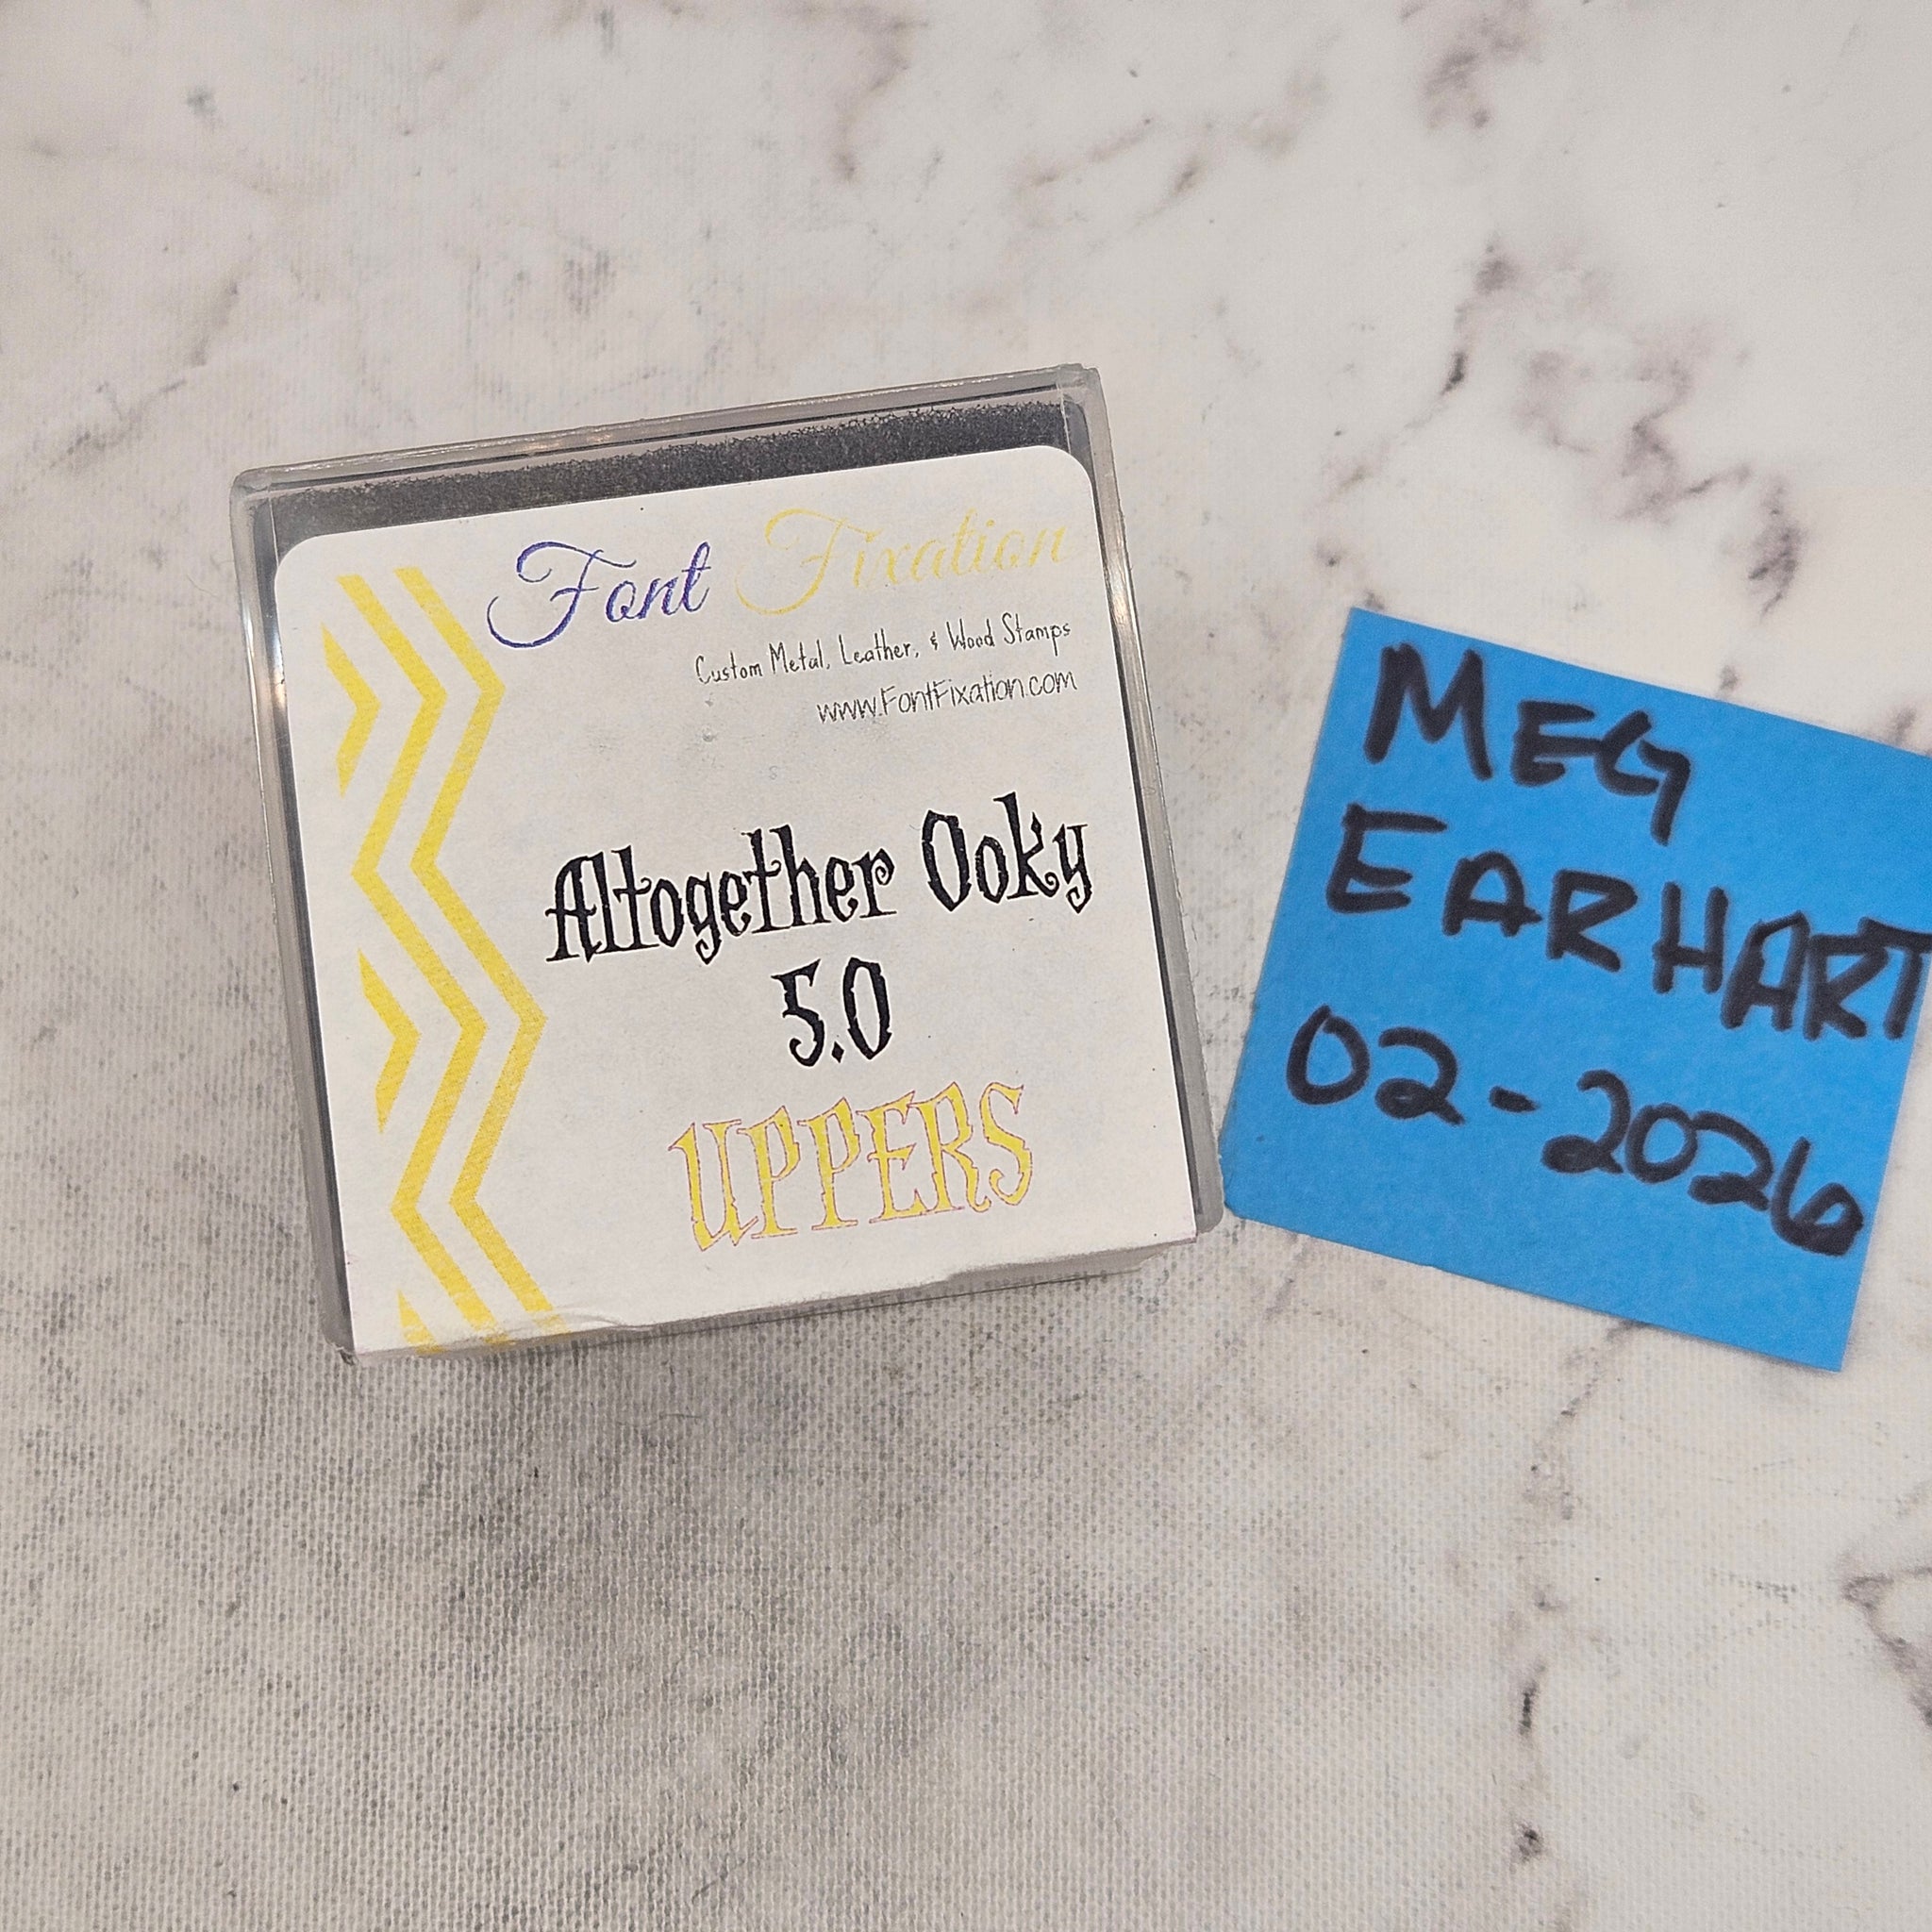 Font Fixation
Custom Metal, Leather, & Wood Stamps
www.FontFixation.com
Altogether Ooky
5.0
UPPERS
MEG
EARHART
02-2026